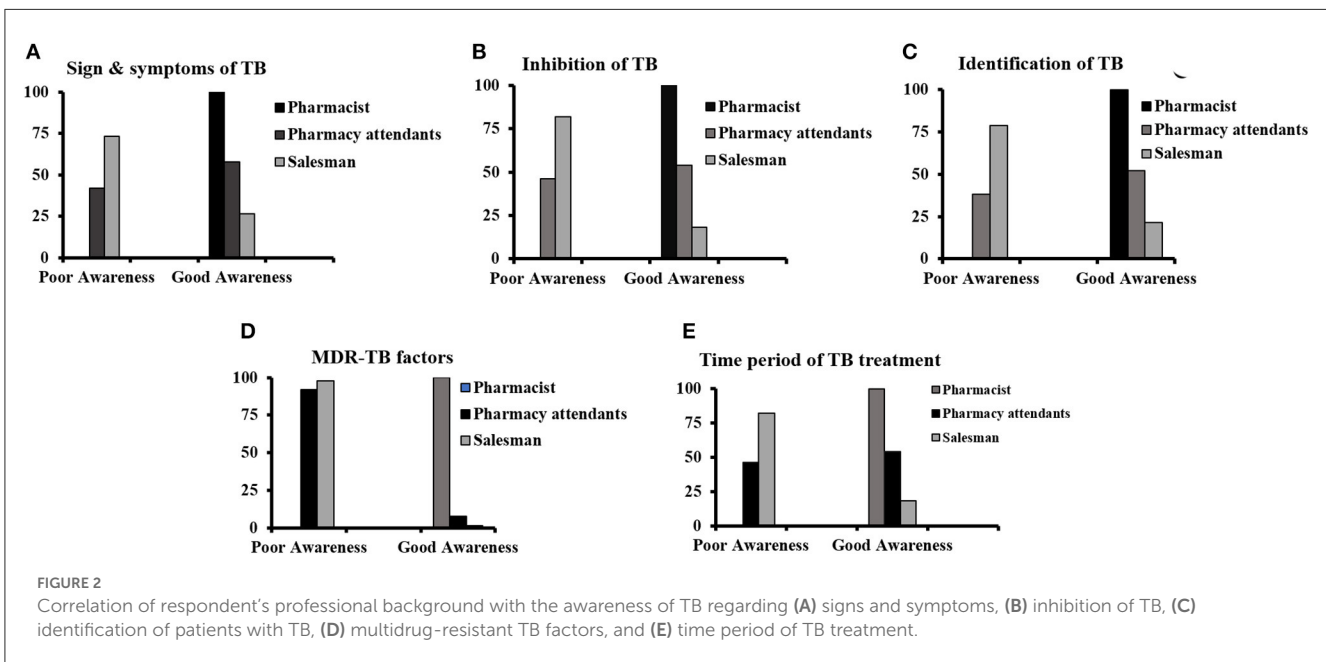 A
Sign & symptoms of TB
100
75
50
25
0
Poor Awareness Good Awareness
Pharmacist
Pharmacy attendants
Salesman
B
Inhibition of TB
100
75
50
25
0
Poor Awareness Good Awareness
Pharmacist
Pharmacy attendants
Salesman
C
Identification of TB
100
75
50
25
0
Poor Awareness Good Awareness
Pharmacist
Pharmacy attendants
Salesman
D
MDR-TB factors
100
75
50
25
0
Poor Awareness Good Awareness
Pharmacist
Pharmacy attendants
Salesman
E
Time period of TB treatment
100
75
50
25
0
Poor Awareness Good Awareness
Pharmacist
Pharmacy attendants
Salesman
FIGURE 2
Correlation of respondent's professional background with the awareness of TB regarding (A) signs and symptoms, (B) inhibition of TB, (C)
identification of patients with TB, (D) multidrug-resistant TB factors, and (E) time period of TB treatment.